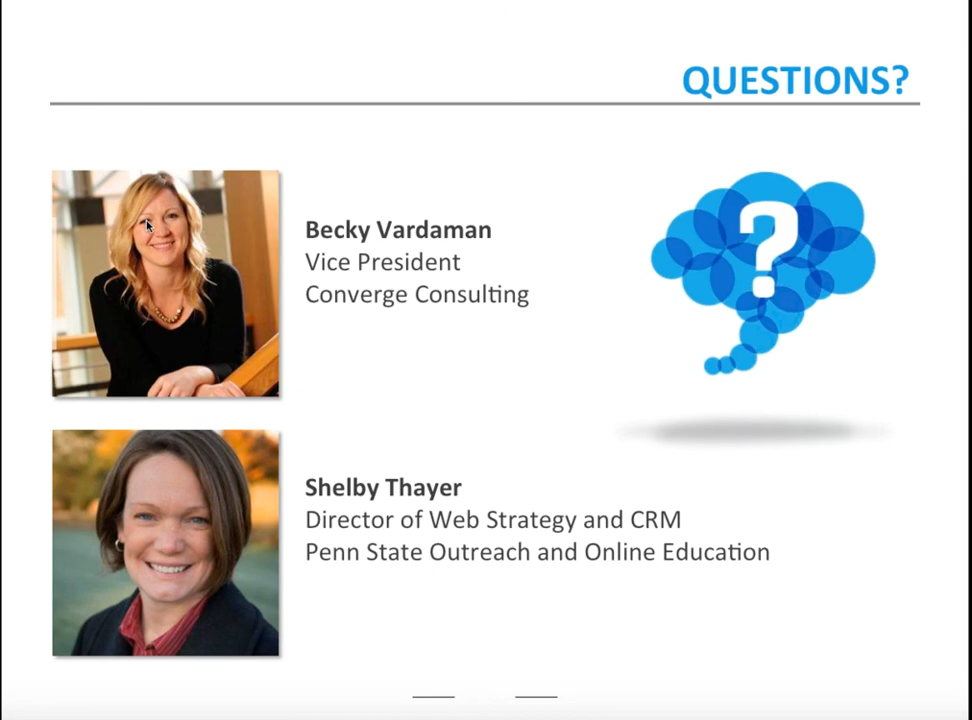 QUESTIONS?
?
Becky Vardaman
Vice President
Converge Consulting
Shelby Thayer
Director of Web Strategy and CRM
Penn State Outreach and Online Education